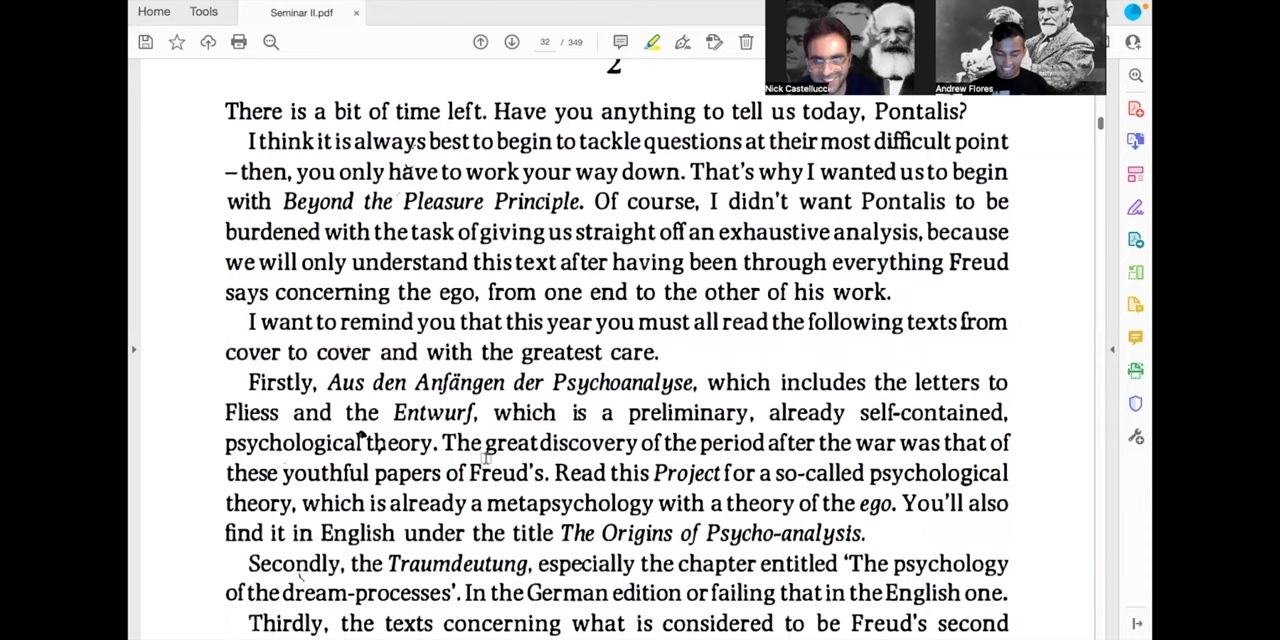 Home Tools Seminar II.pdf ×
32 / 349
Nick Castellucci Andrew Flores
2
There is a bit of time left. Have you anything to tell us today, Pontalis?
I think it is always best to begin to tackle questions at their most difficult point
– then, you only have to work your way down. That's why I wanted us to begin
with Beyond the Pleasure Principle. Of course, I didn't want Pontalis to be
burdened with the task of giving us straight off an exhaustive analysis, because
we will only understand this text after having been through everything Freud
says concerning the ego, from one end to the other of his work.
I want to remind you that this year you must all read the following texts from
cover to cover and with the greatest care.
Firstly, Aus den Anfängen der Psychoanalyse, which includes the letters to
Fliess and the Entwurf, which is a preliminary, already self-contained,
psychological theory. The great discovery of the period after the war was that of
these youthful papers of Freud's. Read this Project for a so-called psychological
theory, which is already a metapsychology with a theory of the ego. You'll also
find it in English under the title The Origins of Psycho-analysis.
Secondly, the Traumdeutung, especially the chapter entitled 'The psychology
of the dream-processes'. In the German edition or failing that in the English one.
Thirdly, the texts concerning what is considered to be Freud's second